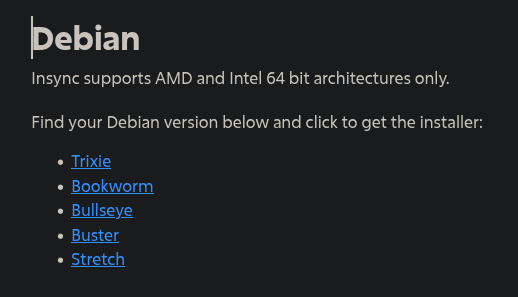 Debian
Insync supports AMD and Intel 64 bit architectures only.
Find your Debian version below and click to get the installer:
Trixie
Bookworm
Bullseye
Buster
Stretch